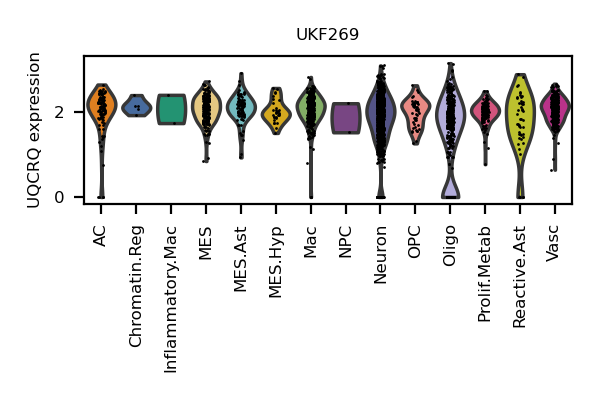 UKF269
UQCRQ expression
2
0
AC
Chromatin.Reg
Inflammatory.Mac
MES
MES.Ast
MES.Hyp
Mac
NPC
Neuron
OPC
Oligo
Prolif.Metab
Reactive.Ast
Vasc